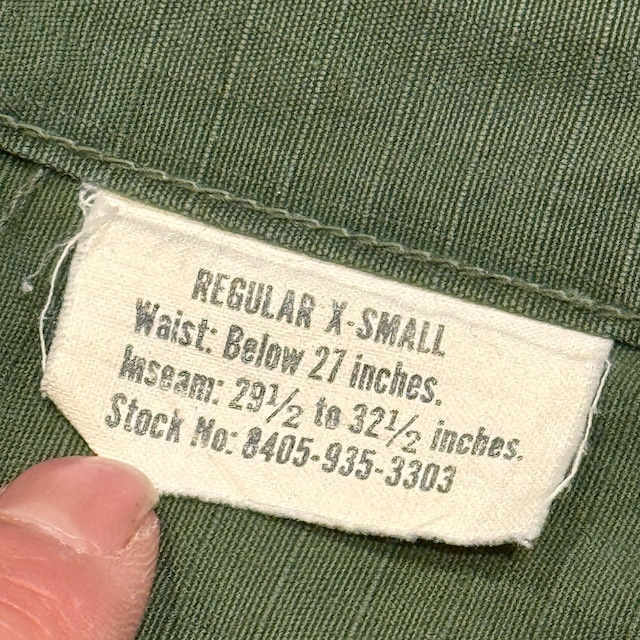 REGULAR X-SMALL
Waist: Below 27 inches.
Inseam: 29½ to 32½ inches.
Stock No: 8405-935-3303